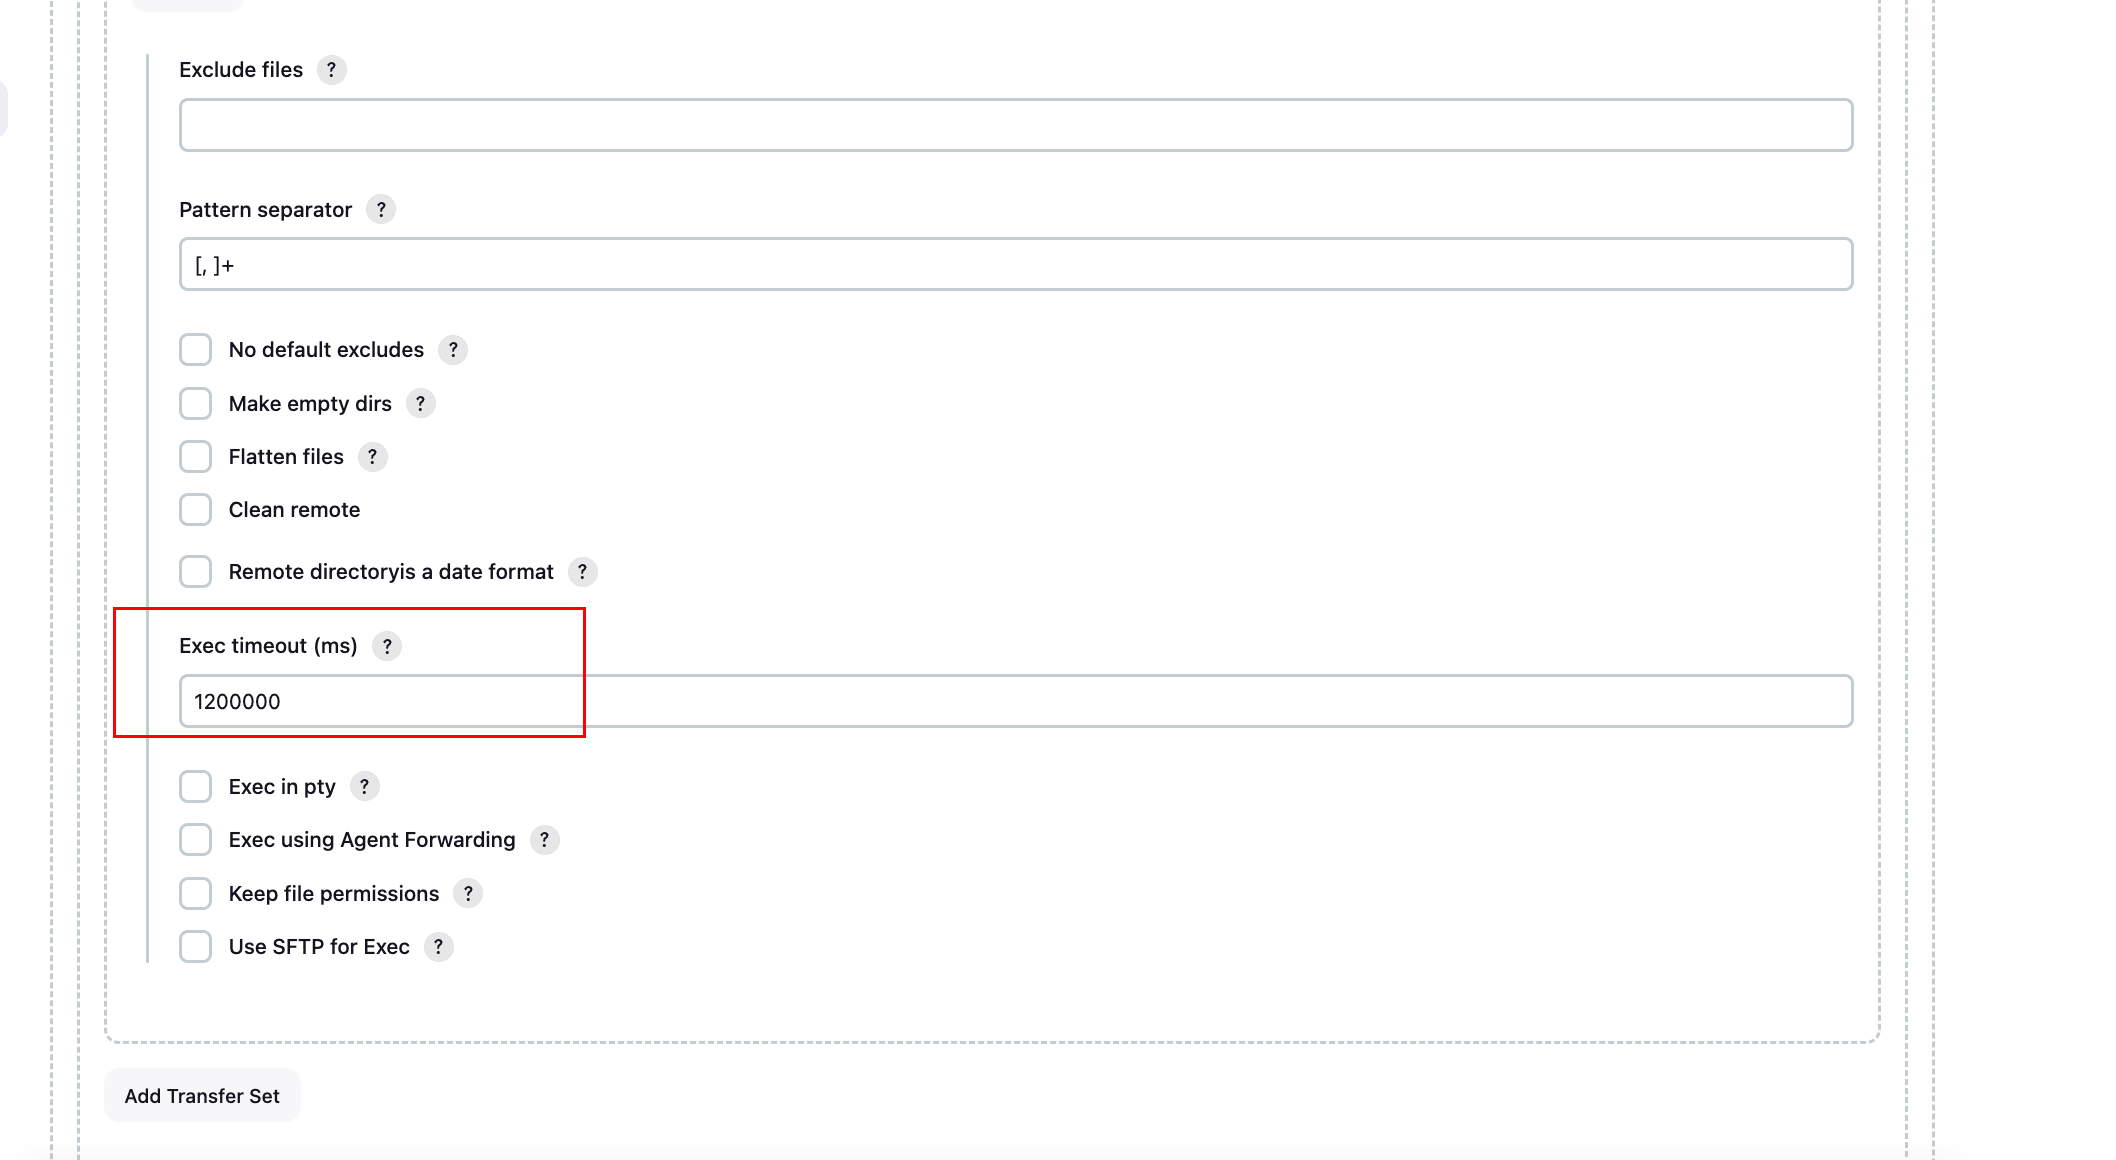 Exclude files ?
Pattern separator ?
[, ]+
No default excludes ?
Make empty dirs ?
Flatten files ?
Clean remote
Remote directoryis a date format ?
Exec timeout (ms) ?
1200000
Exec in pty ?
Exec using Agent Forwarding ?
Keep file permissions ?
Use SFTP for Exec ?
Add Transfer Set